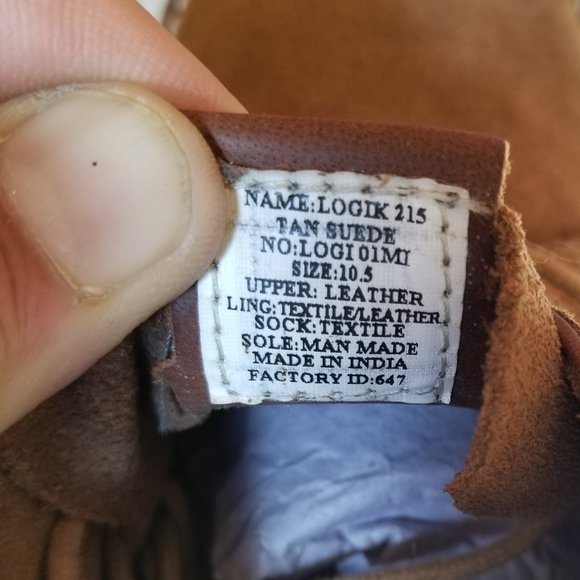 NAME:LOGIK 215
TAN SUEDE
NO:LOGI 01MI
SIZE:10.5
UPPER: LEATHER
LING:TEXTILE/LEATHER
SOCK:TEXTILE
SOLE:MAN MADE
MADE IN INDIA
FACTORY ID:647